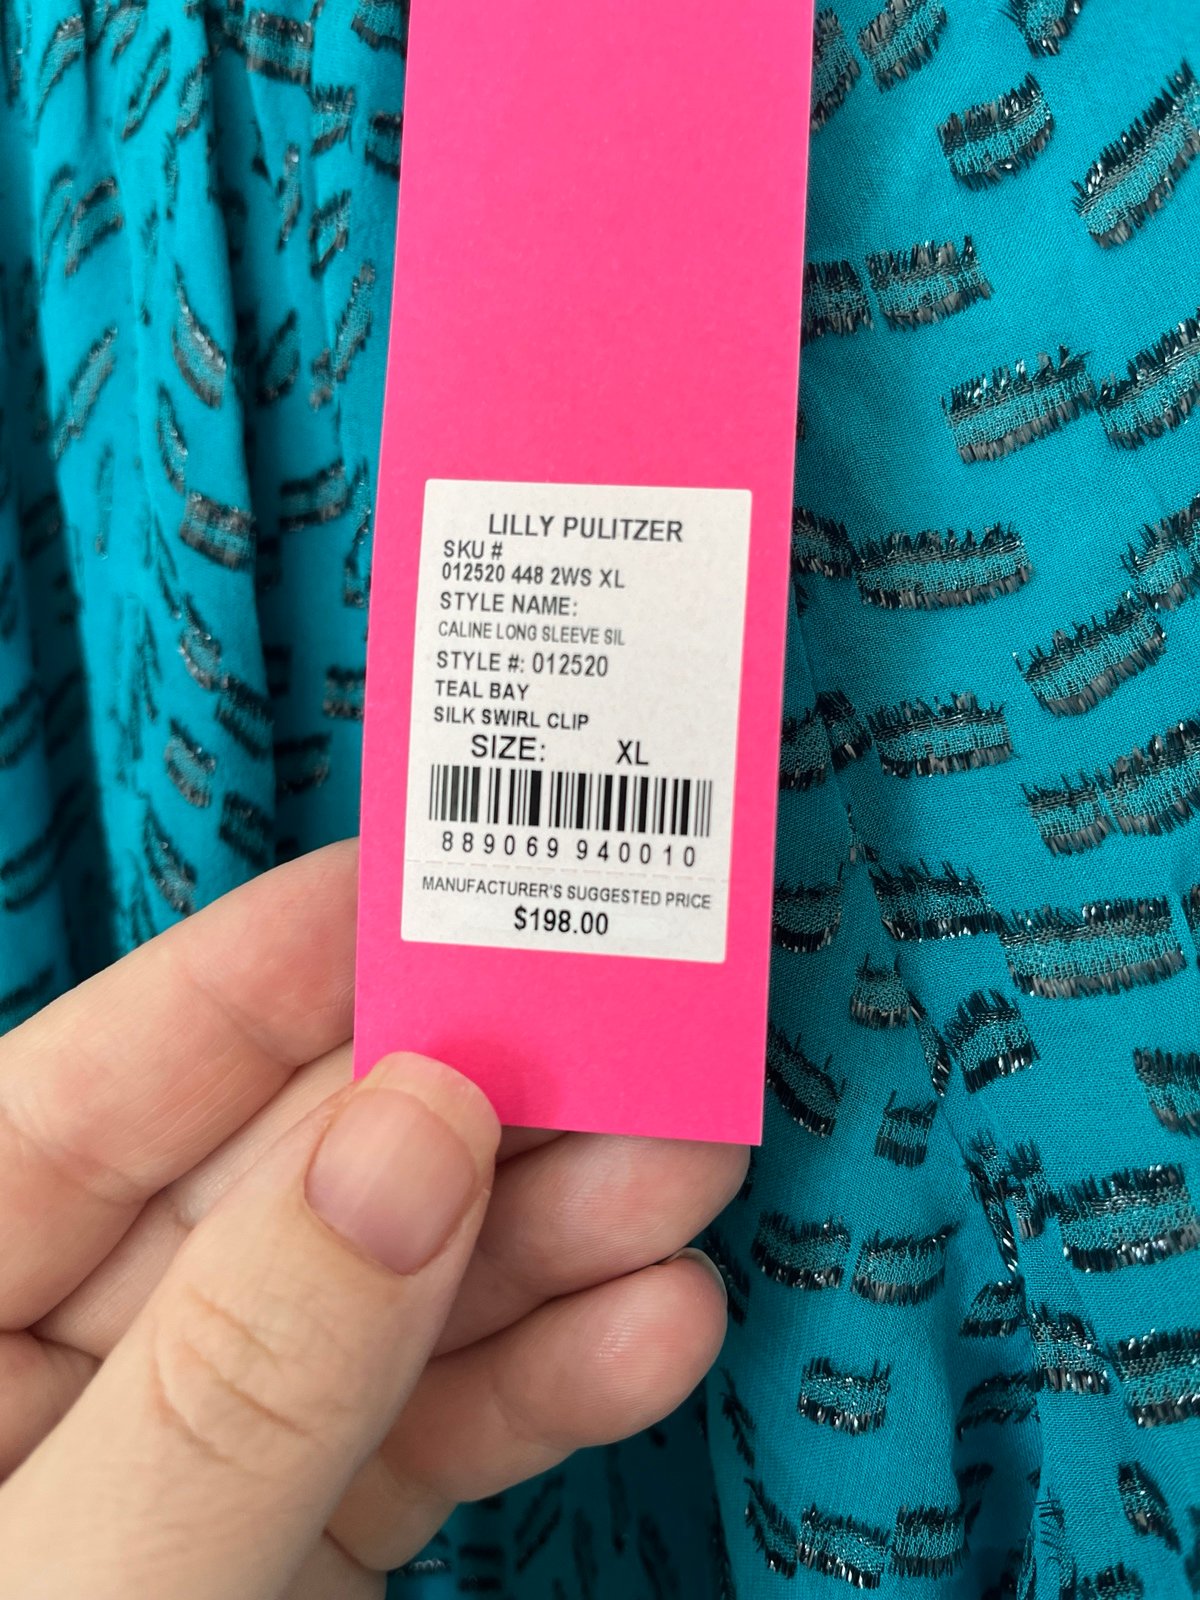 LILLY PULITZER
SKU #
012520 448 2WS XL
STYLE NAME:
CALINE LONG SLEEVE SIL
STYLE #: 012520
TEAL BAY
SILK SWIRL CLIP
SIZE: XL
889069 940010
MANUFACTURER'S SUGGESTED PRICE
$198.00